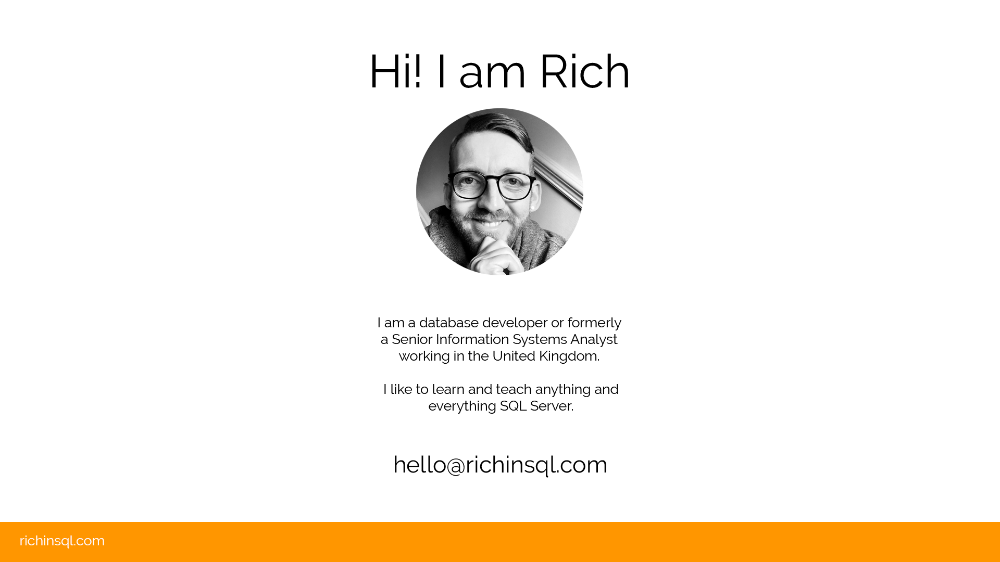 Hi! I am Rich
I am a database developer or formerly
a Senior Information Systems Analyst
working in the United Kingdom.
I like to learn and teach anything and
everything SQL Server.
hello@richinsql.com
richinsql.com